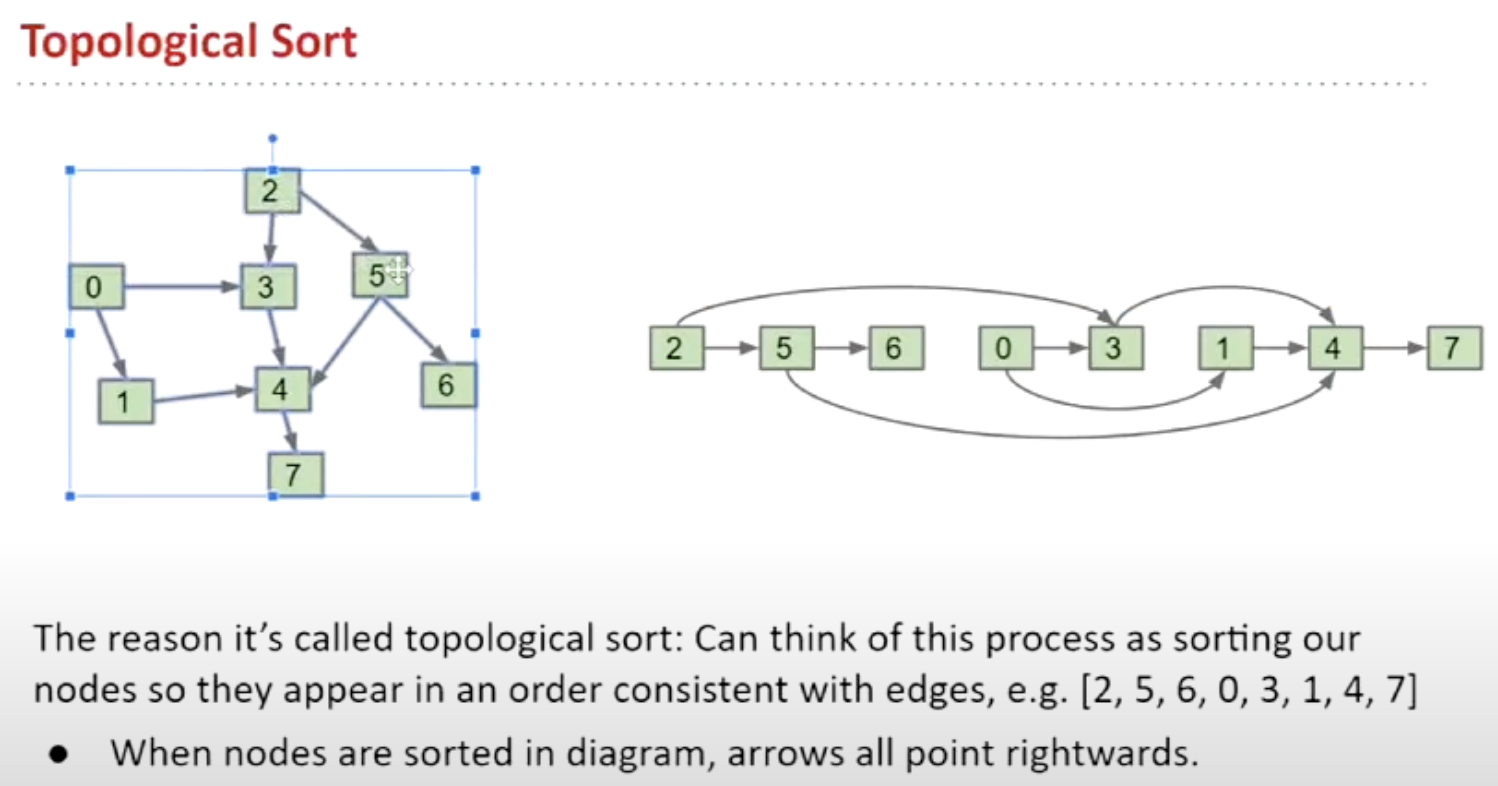 Topological Sort
2
5
0
3
1
4
6
7
2 5 6 0 3 1 4 7
The reason it’s called topological sort: Can think of this process as sorting our
nodes so they appear in an order consistent with edges, e.g. [2, 5, 6, 0, 3, 1, 4, 7]
● When nodes are sorted in diagram, arrows all point rightwards.